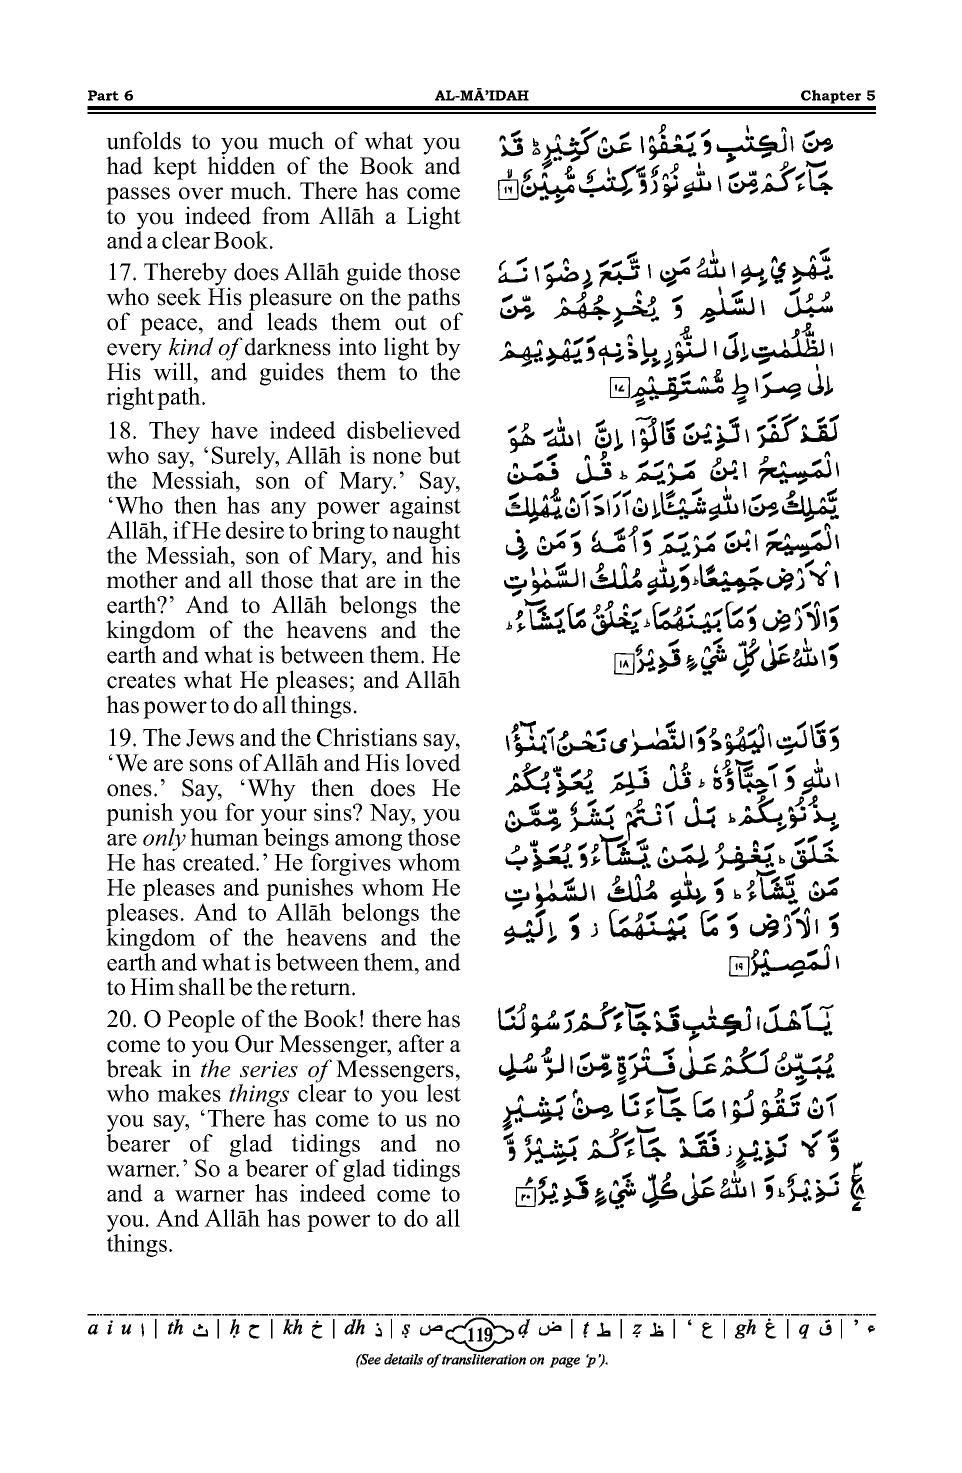 Part 6 AL-MĀ’IDAH Chapter 5
unfolds to you much of what you
had kept hidden of the Book and
passes over much. There has come
to you indeed from Allāh a Light
and a clear Book.
17. Thereby does Allāh guide those
who seek His pleasure on the paths
of peace, and leads them out of
every kind of darkness into light by
His will, and guides them to the
right path.
18. They have indeed disbelieved
who say, ‘Surely, Allāh is none but
the Messiah, son of Mary.’ Say,
‘Who then has any power against
Allāh, if He desire to bring to naught
the Messiah, son of Mary, and his
mother and all those that are in the
earth?’ And to Allāh belongs the
kingdom of the heavens and the
earth and what is between them. He
creates what He pleases; and Allāh
has power to do all things.
19. The Jews and the Christians say,
‘We are sons of Allāh and His loved
ones.’ Say, ‘Why then does He
punish you for your sins? Nay, you
are only human beings among those
He has created.’ He forgives whom
He pleases and punishes whom He
pleases. And to Allāh belongs the
kingdom of the heavens and the
earth and what is between them, and
to Him shall be the return.
20. O People of the Book! there has
come to you Our Messenger, after a
break in the series of Messengers,
who makes things clear to you lest
you say, ‘There has come to us no
bearer of glad tidings and no
warner.’ So a bearer of glad tidings
and a warner has indeed come to
you. And Allāh has power to do all
things.
مِنَ الْكِتٰبِ وَيَعْفُوْا عَنْ كَثِيْرٍ ؕ قَدْ
جَآءَكُمْ مِّنَ اللّٰهِ نُوْرٌ وَّكِتٰبٌ مُّبِيْنٌ ۙ ١٦
يَّهْدِيْ بِهِ اللّٰهُ مَنِ اتَّبَعَ رِضْوَانَهٗ
سُبُلَ السَّلٰمِ وَ يُخْرِجُهُمْ مِّنَ
الظُّلُمٰتِ اِلَى النُّوْرِ بِاِذْنِهٖ وَيَهْدِيْهِمْ
اِلٰى صِرَاطٍ مُّسْتَقِيْمٍ ١٧
لَقَدْ كَفَرَ الَّذِيْنَ قَالُوْٓا اِنَّ اللّٰهَ هُوَ
الْمَسِيْحُ ابْنُ مَرْيَمَ ؕ قُلْ فَمَنْ
يَّمْلِكُ مِنَ اللّٰهِ شَيْـًٔا اِنْ اَرَادَ اَنْ يُّهْلِكَ
الْمَسِيْحَ ابْنَ مَرْيَمَ وَاُمَّهٗ وَمَنْ فِى
الْاَرْضِ جَمِيْعًا ؕ وَلِلّٰهِ مُلْكُ السَّمٰوٰتِ
وَالْاَرْضِ وَمَا بَيْنَهُمَا ؕ يَخْلُقُ مَا يَشَآءُ ؕ
وَاللّٰهُ عَلٰى كُلِّ شَيْءٍ قَدِيْرٌ ١٨
وَقَالَتِ الْيَهُوْدُ وَالنَّصٰرٰى نَحْنُ اَبْنٰٓؤُا
اللّٰهِ وَ اَحِبَّآؤُهٗ ؕ قُلْ فَلِمَ يُعَذِّبُكُمْ
بِذُنُوْبِكُمْ ؕ بَلْ اَنْتُمْ بَشَرٌ مِّمَّنْ
خَلَقَ ؕ يَغْفِرُ لِمَنْ يَّشَآءُ وَ يُعَذِّبُ
مَنْ يَّشَآءُ ؕ وَ لِلّٰهِ مُلْكُ السَّمٰوٰتِ
وَ الْاَرْضِ وَ مَا بَيْنَهُمَا ز وَ اِلَيْهِ
الْمَصِيْرُ ١٩
يٰٓاَهْلَ الْكِتٰبِ قَدْ جَآءَكُمْ رَسُوْلُنَا
يُبَيِّنُ لَكُمْ عَلٰى فَتْرَةٍ مِّنَ الرُّسُلِ
اَنْ تَقُوْلُوْا مَا جَآءَنَا مِنْۢ بَشِيْرٍ
وَّ لَا نَذِيْرٍ ز فَقَدْ جَآءَكُمْ بَشِيْرٌ وَّ
نَذِيْرٌ ؕ وَ اللّٰهُ عَلٰى كُلِّ شَيْءٍ قَدِيْرٌ ٢٠
a i u ا | th ث | ḥ ح | kh خ | dh ذ | ṣ ص 119 ḍ ض | ṭ ط | ẓ ظ | ‘ ع | gh غ | q ق | ’ ء
(See details of transliteration on page ‘p’).